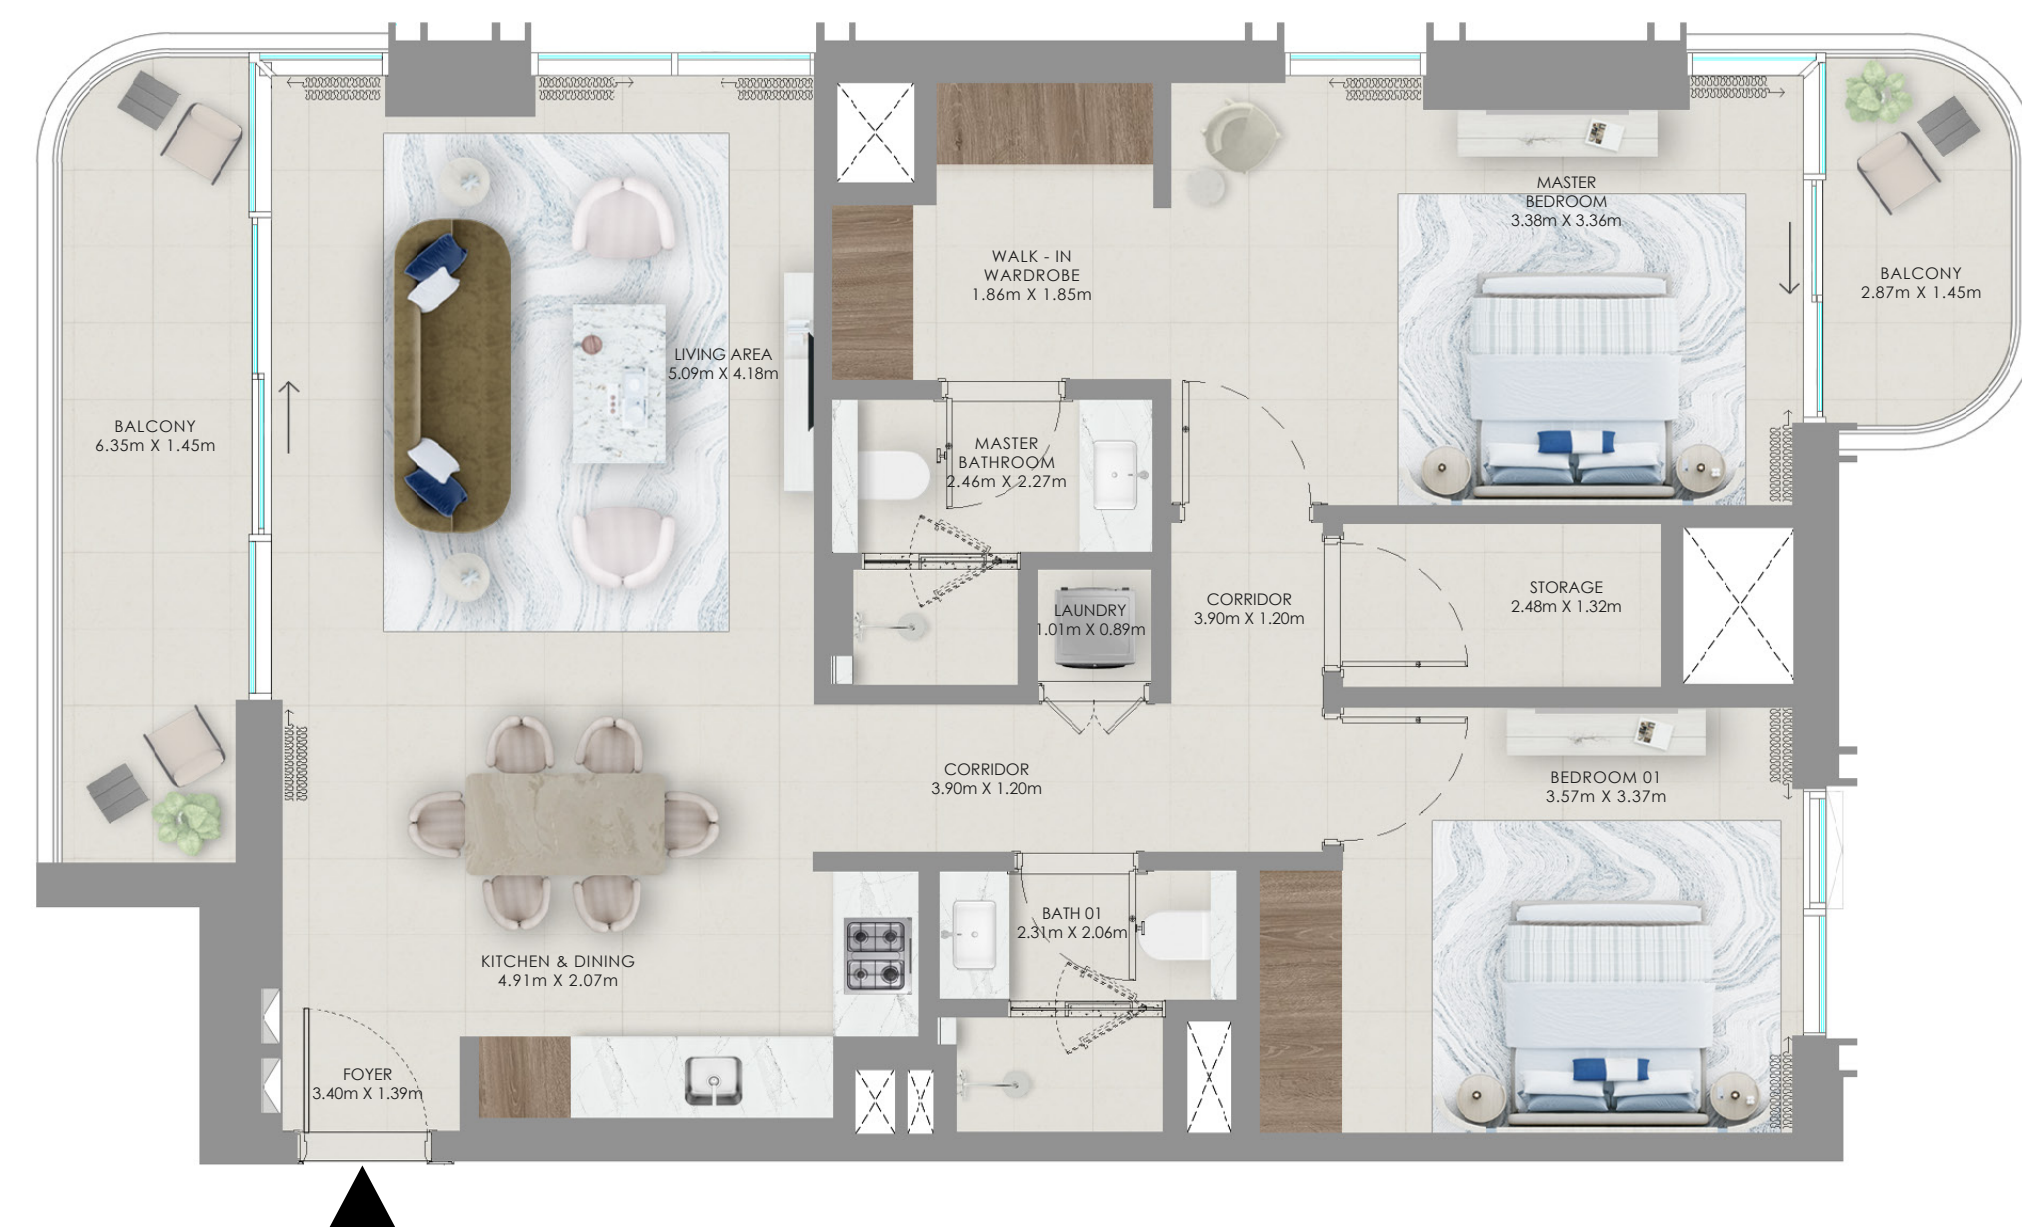 MASTER
BEDROOM
3.38m X 3.36m
WALK - IN
WARDROBE
1.86m X 1.85m
BALCONY
2.87m X 1.45m
LIVING AREA
5.09m X 4.18m
BALCONY
6.35m X 1.45m
MASTER
BATHROOM
2.46m X 2.27m
LAUNDRY
1.01m X 0.89m
CORRIDOR
3.90m X 1.20m
STORAGE
2.48m X 1.32m
CORRIDOR
3.90m X 1.20m
BEDROOM 01
3.57m X 3.37m
BATH 01
2.31m X 2.06m
KITCHEN & DINING
4.91m X 2.07m
FOYER
3.40m X 1.39m